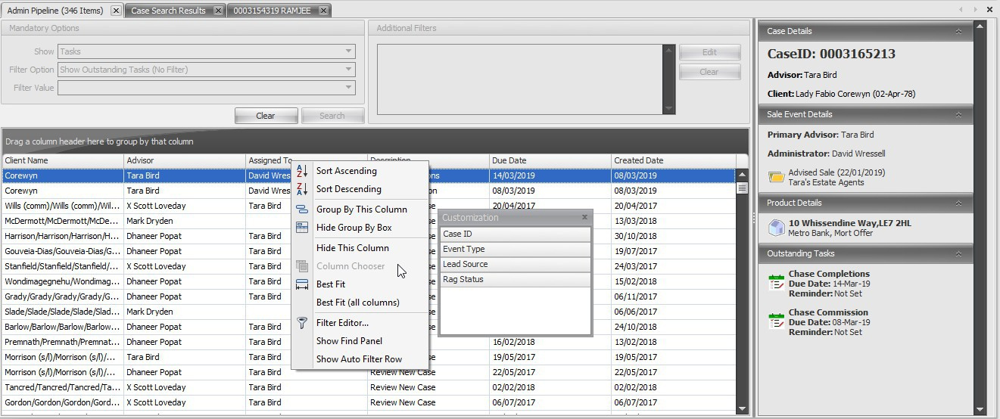 Admin Pipeline (346 Items)
Case Search Results
0003154319 RAMJEE
Mandatory Options
Show
Tasks
Filter Option
Show Outstanding Tasks (No Filter)
Filter Value
Clear
Search
Additional Filters
Edit
Clear
Drag a column header here to group by that column
Client Name Advisor Assigned To Description Due Date Created Date
Corewyn Tara Bird David Wress ons 14/03/2019 08/03/2019
Corewyn Tara Bird David Wress on 08/03/2019 08/03/2019
Wills (comm)/Wills (comm)/Wil... X Scott Loveday Tara Bird se 20/04/2017 20/04/2017
McDermott/McDermott/McDe... Mark Dryden 13/03/2018
Harrison/Harrison/Harrison/H... Dhaneer Popat Tara Bird 30/10/2018
Gouveia-Dias/Gouveia-Dias/G... Dhaneer Popat Tara Bird 19/07/2017
Stanfield/Stanfield/Stanfield/... X Scott Loveday Tara Bird 24/03/2017
Wondimagegnehu/Wondimag... Dhaneer Popat Tara Bird 15/02/2018
Grady/Grady/Grady/Grady/G... Dhaneer Popat Tara Bird 06/11/2017
Slade/Slade/Slade/Slade/Slad... Mark Dryden 06/06/2017
Barlow/Barlow/Barlow/Barlow... Dhaneer Popat Tara Bird 24/10/2018
Premnath/Premnath/Premnat... Dhaneer Popat Tara Bird 16/02/2018 13/02/2018
Morrison (s/l)/Morrison (s/l)/... Tara Bird Tara Bird se 19/05/2017 19/05/2017
Morrison (s/l)/Morrison (s/l)/... Dhaneer Popat Tara Bird Review New Case 22/05/2017 22/05/2017
Tancred/Tancred/Tancred/Ta... X Scott Loveday Tara Bird Review New Case 02/02/2018 02/02/2018
Gordon/Gordon/Gordon/Gord... X Scott Loveday Tara Bird Review New Case 06/07/2017 06/07/2017
Sort Ascending
Sort Descending
Group By This Column
Hide Group By Box
Hide This Column
Column Chooser
Best Fit
Best Fit (all columns)
Filter Editor...
Show Find Panel
Show Auto Filter Row
Customization
Case ID
Event Type
Lead Source
Rag Status
Case Details
CaseID: 0003165213
Advisor: Tara Bird
Client: Lady Fabio Corewyn (02-Apr-78)
Sale Event Details
Primary Advisor: Tara Bird
Administrator: David Wressell
Advised Sale (22/01/2019)
Tara's Estate Agents
Product Details
10 Whissendine Way,LE7 2HL
Metro Bank, Mort Offer
Outstanding Tasks
Chase Completions
Due Date: 14-Mar-19
Reminder: Not Set
Chase Commission
Due Date: 08-Mar-19
Reminder: Not Set